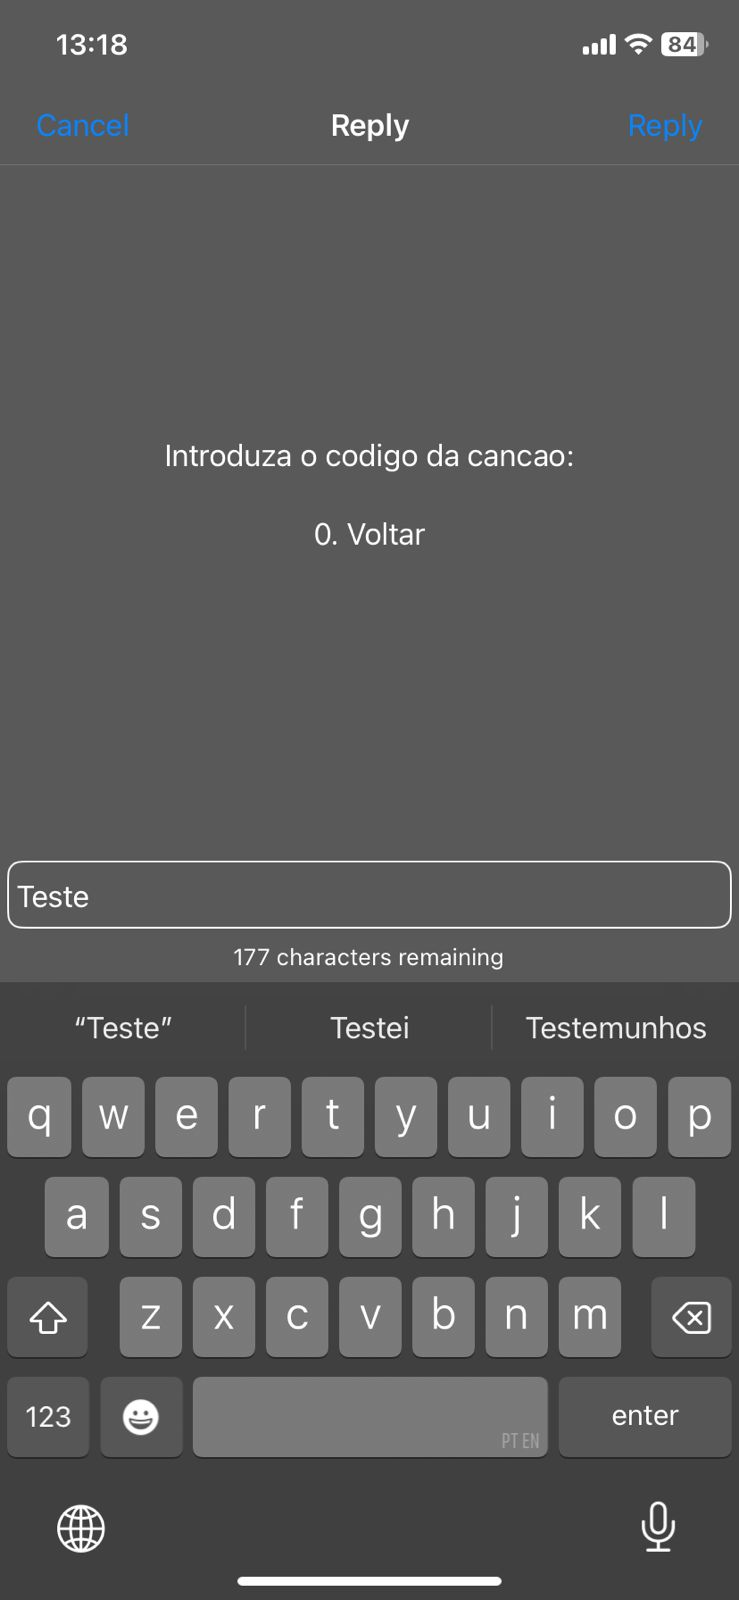 13:18 84
Cancel Reply Reply
Introduza o codigo da cancao:
0. Voltar
Teste
177 characters remaining
“Teste” Testei Testemunhos
q w e r t y u i o p
a s d f g h j k l
z x c v b n m
123 PT EN enter